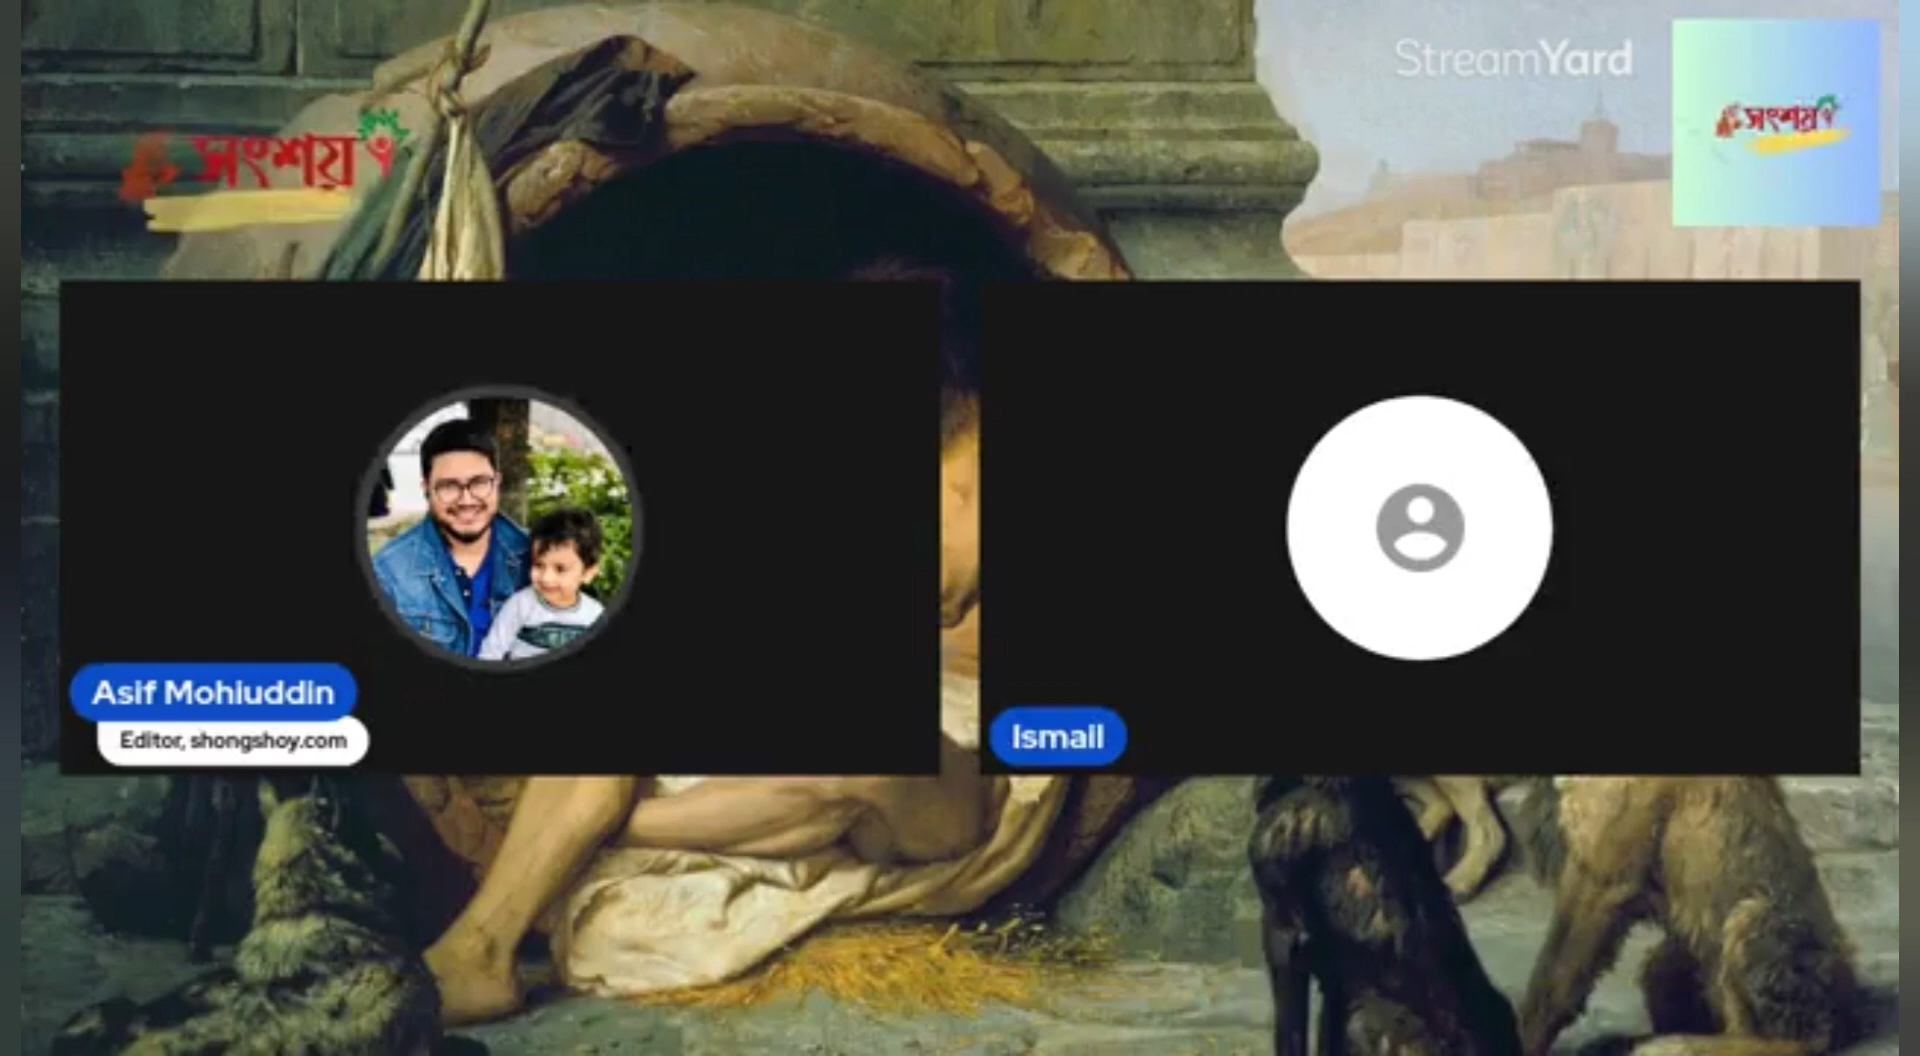 StreamYard
সংশয়
সংশয়
Asif Mohiuddin
Editor, shongshoy.com
Ismail